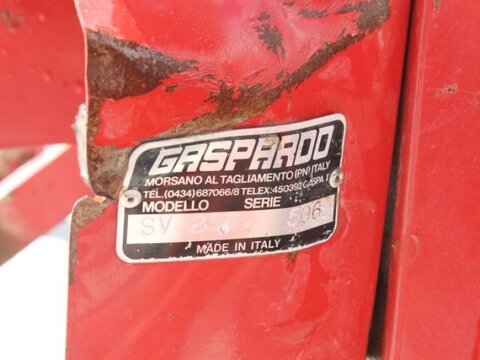 GASPARDO
MORSANO AL TAGLIAMENTO (PN) ITALY
TEL.(0434)687066/8 TELEX:450392 GASPA I
MODELLO SERIE
SV 506
MADE IN ITALY